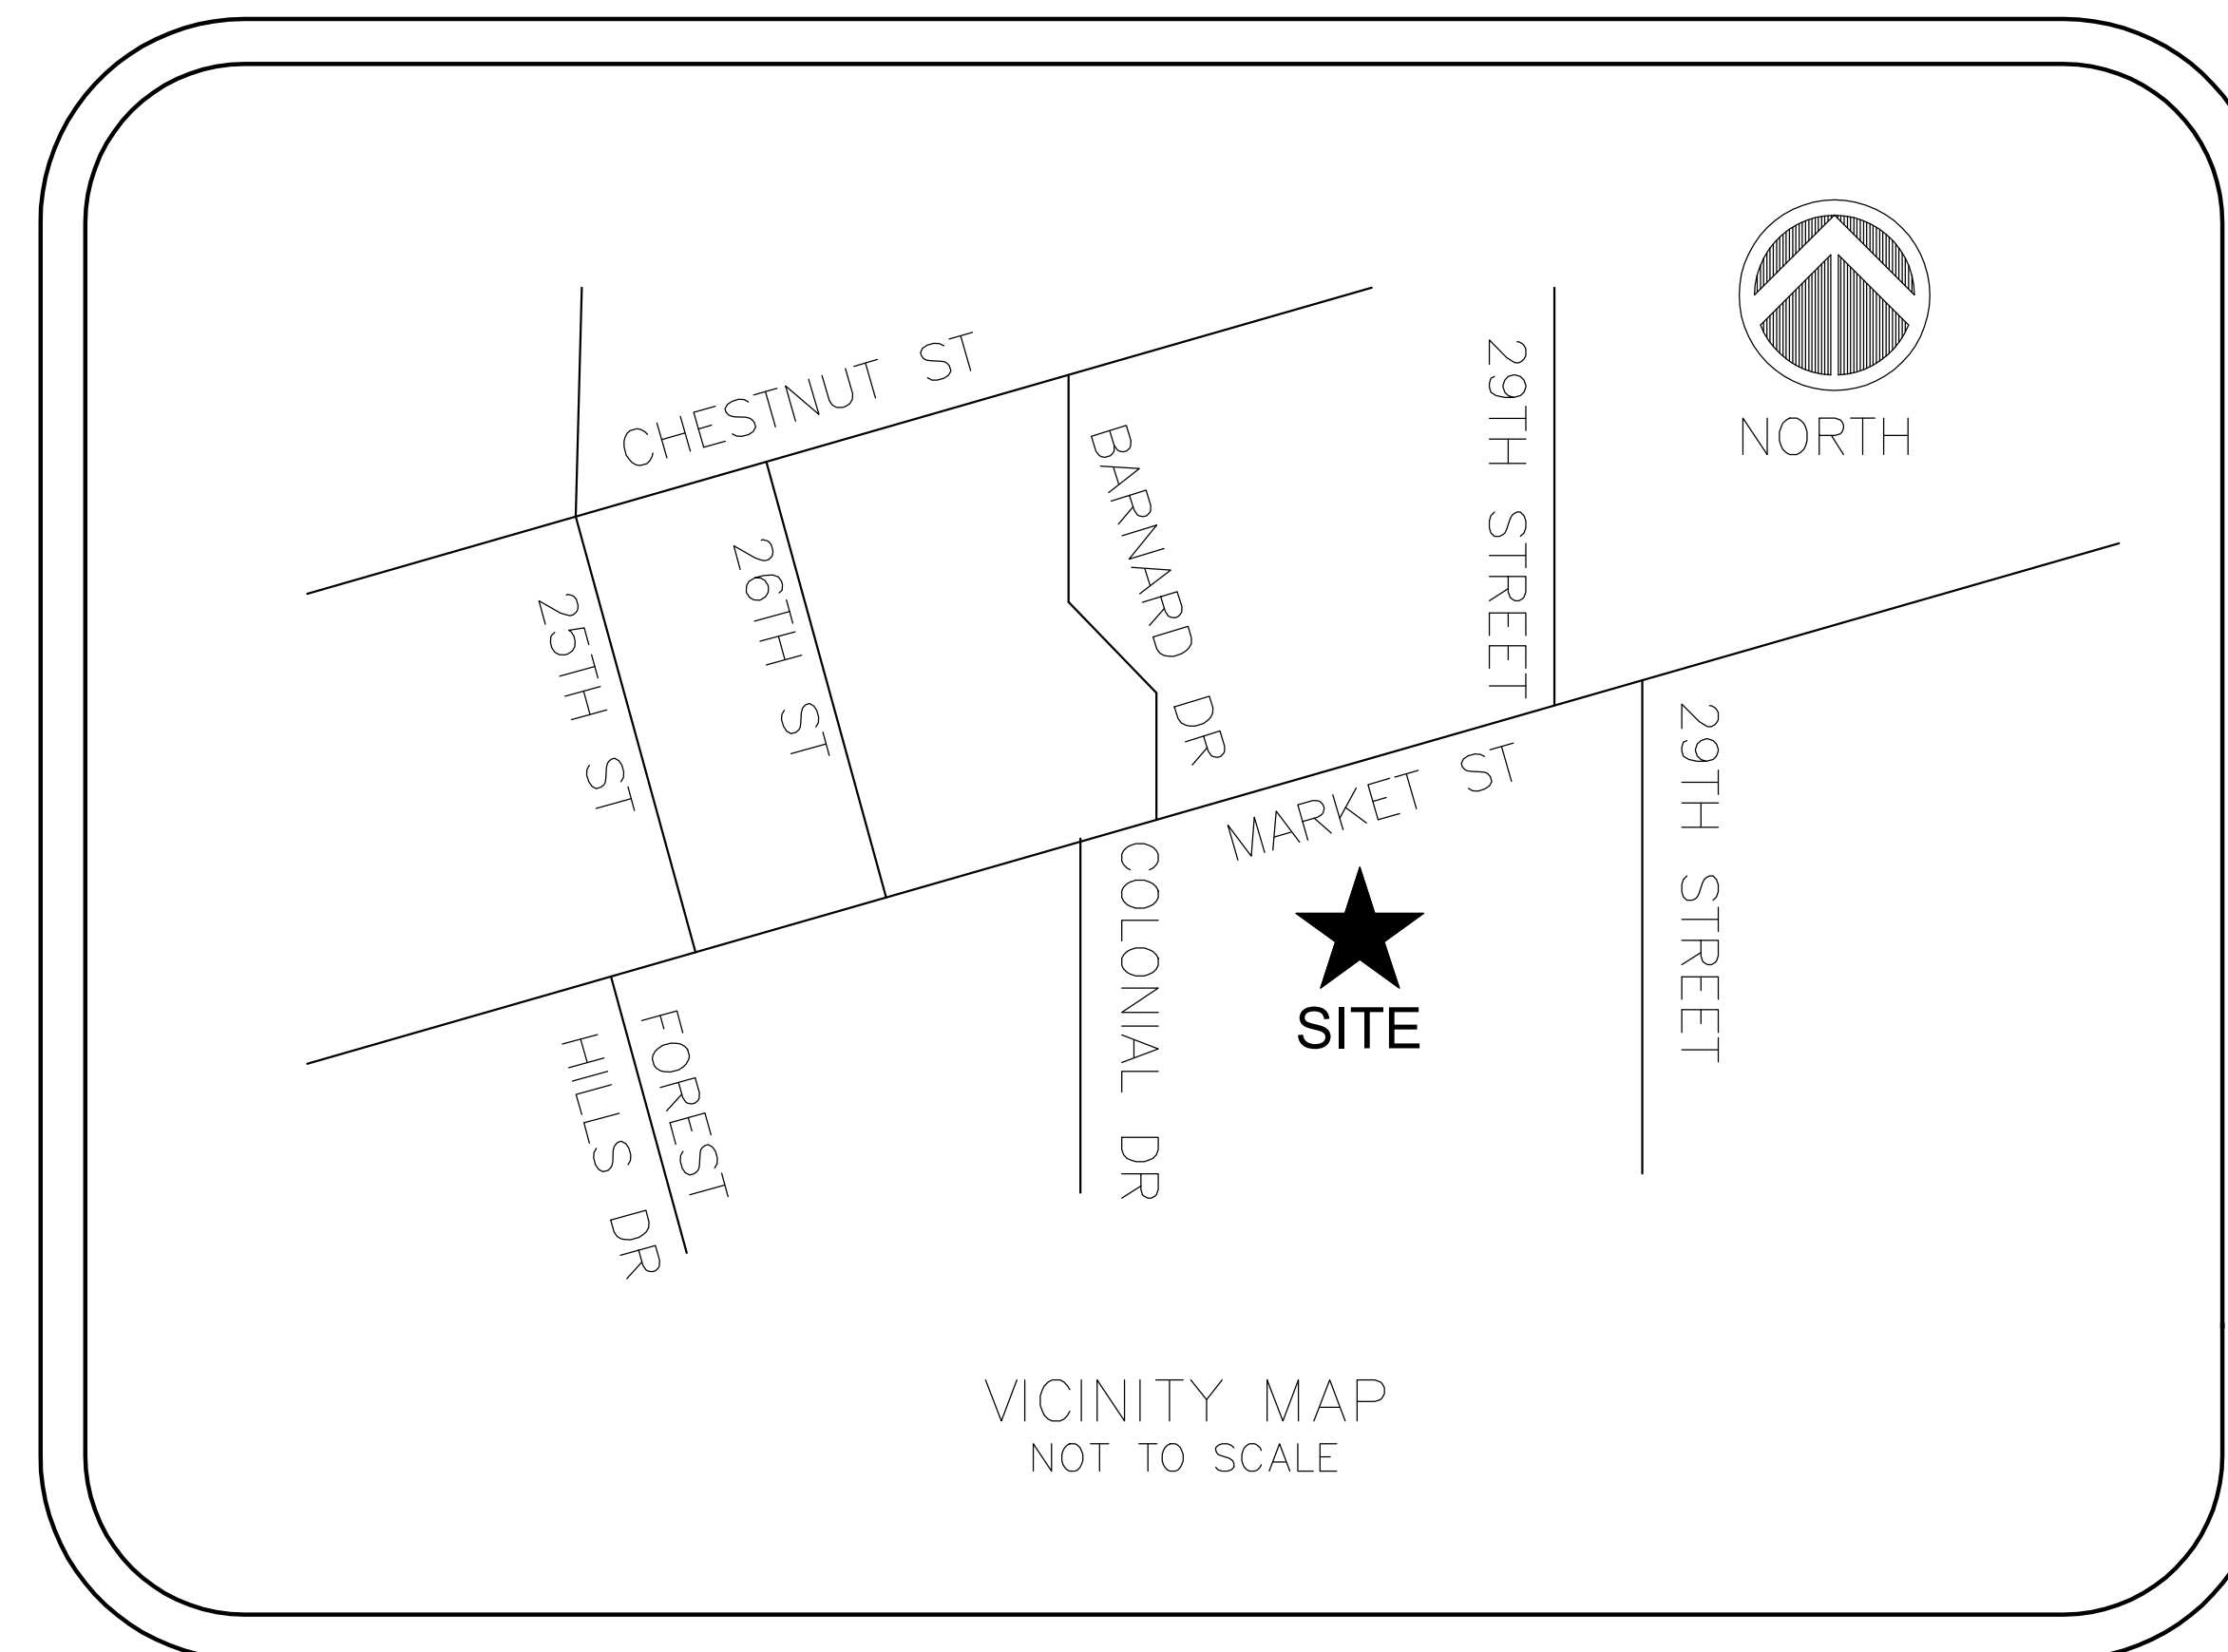 CHESTNUT ST
NORTH
29TH STREET
BARNARD DR
26TH ST
25TH ST
MARKET ST
29TH STREET
COLONIAL DR
SITE
FOREST
HILLS DR
VICINITY MAP
NOT TO SCALE